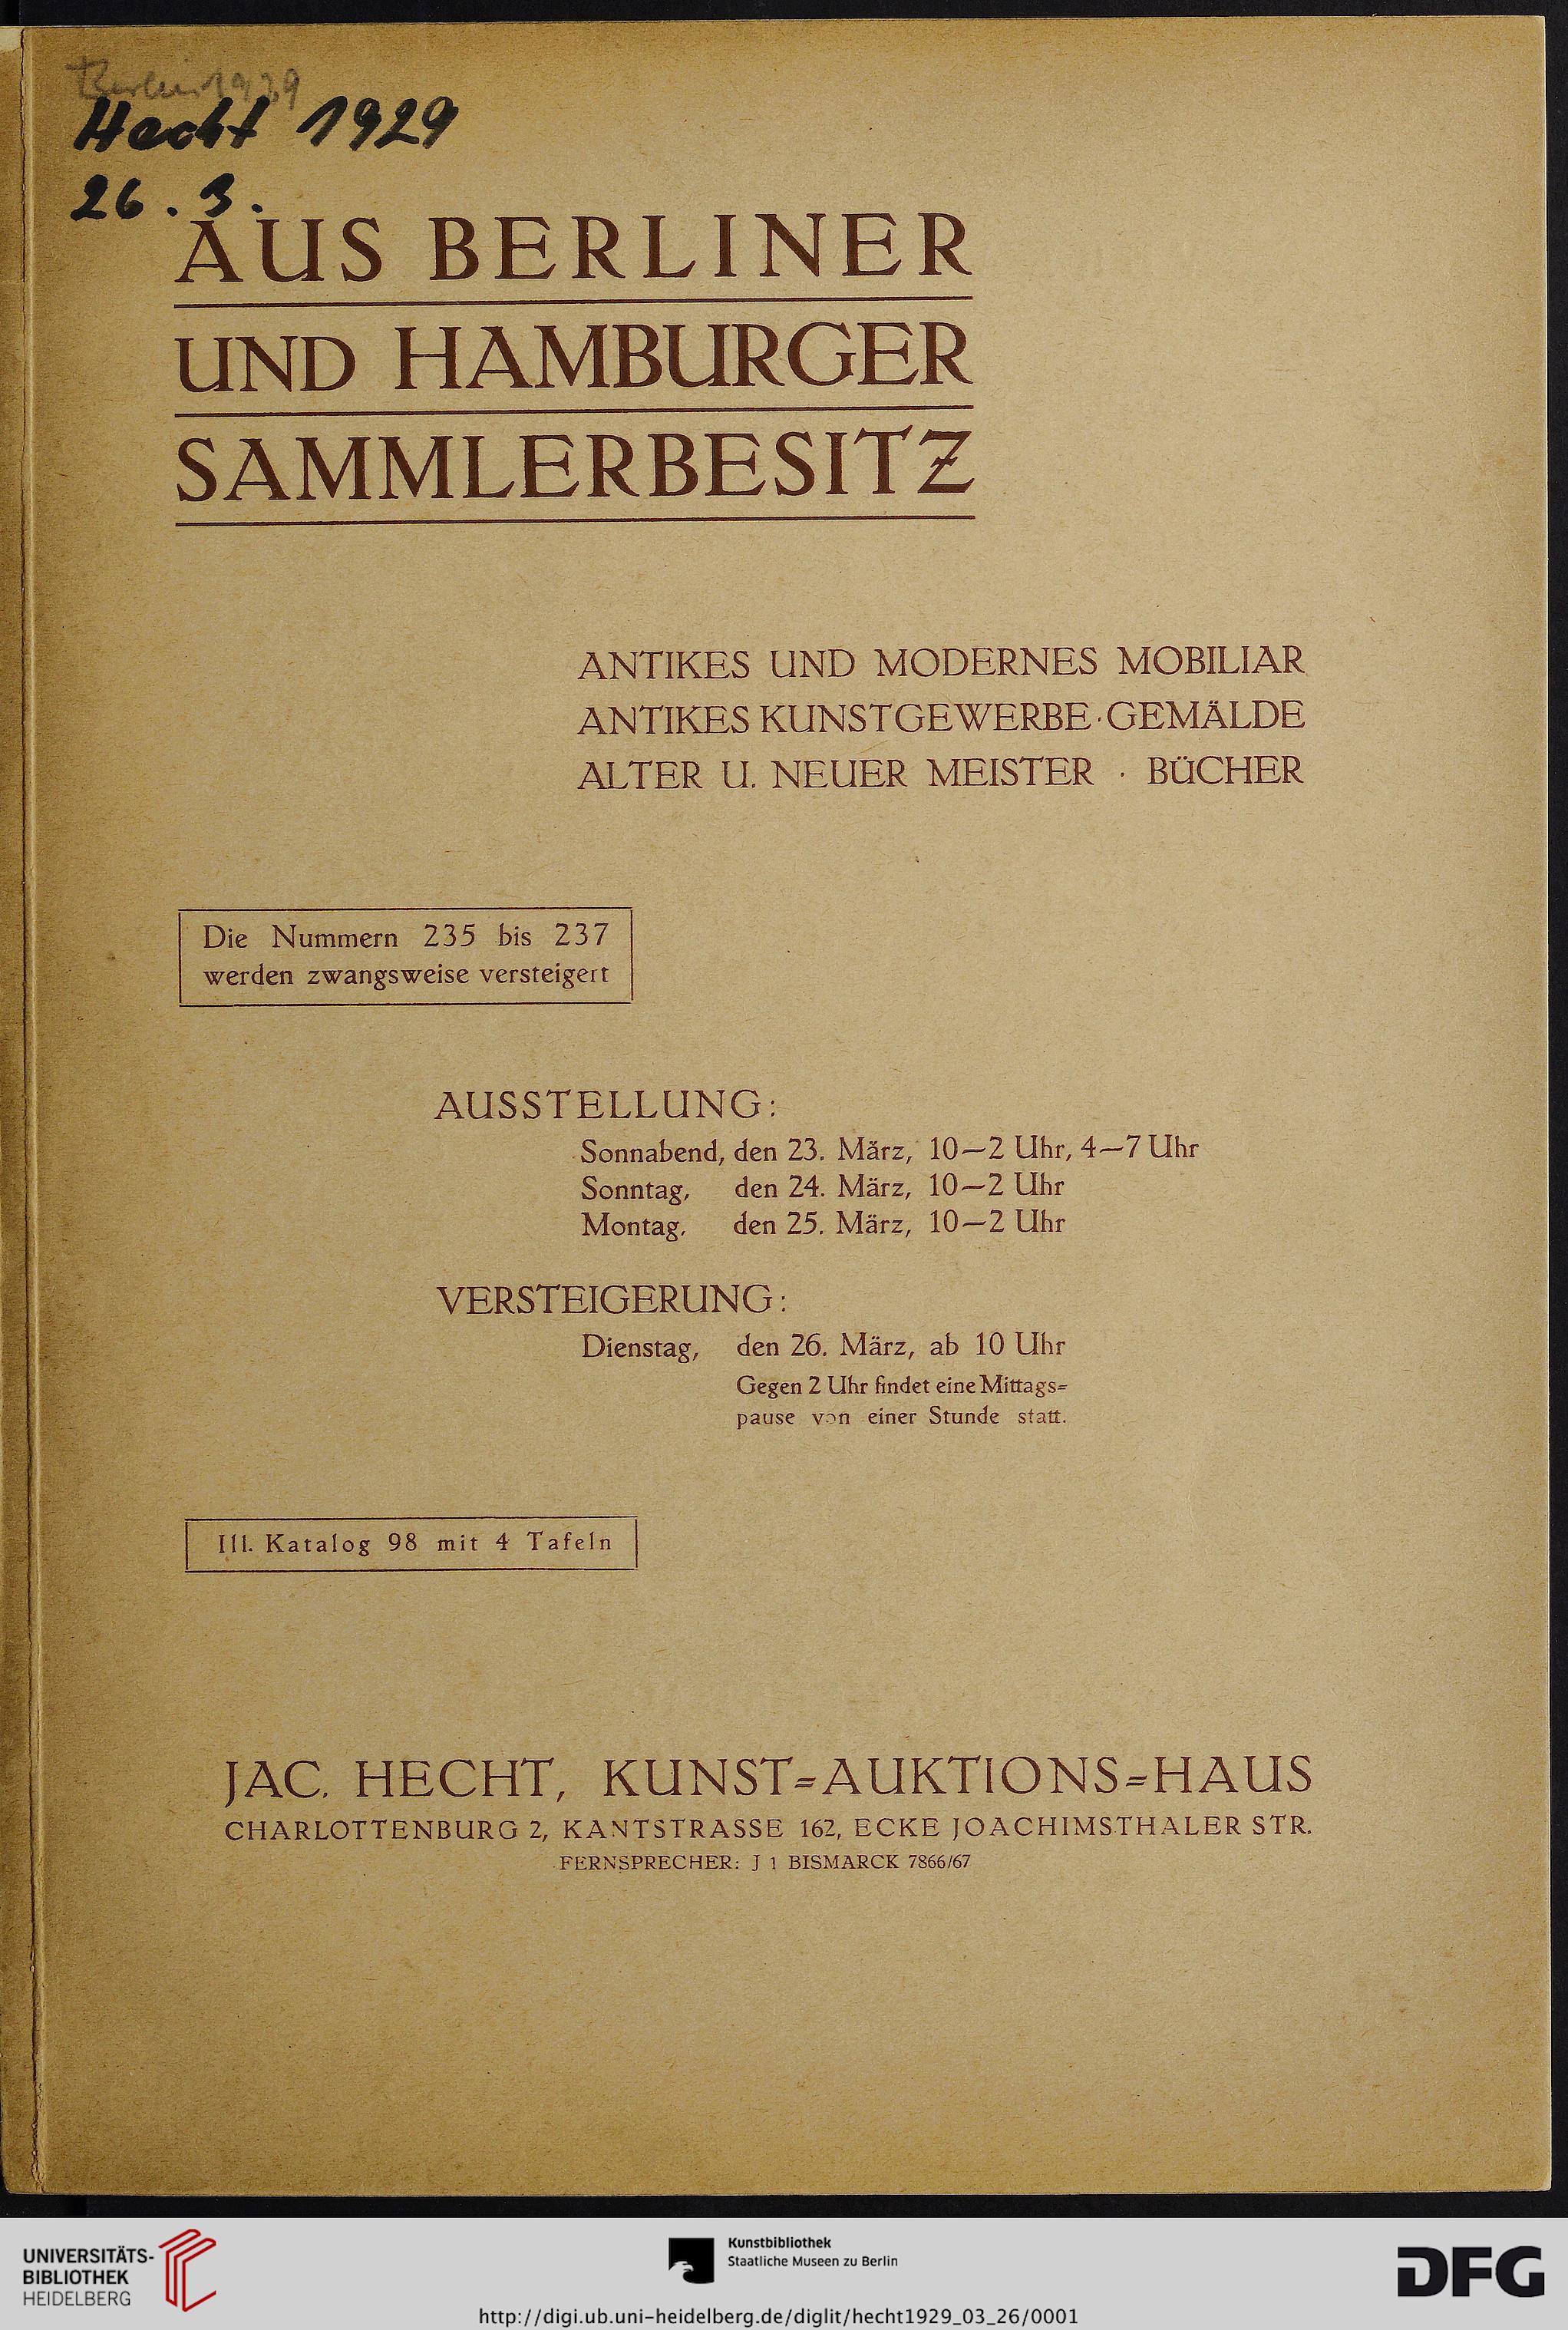 Berlin 1929
Hecht 1929
26. 3.
AUS BERLINER
UND HAMBURGER
SAMMLERBESITZ
ANTIKES UND MODERNES MOBILIAR
ANTIKES KUNSTGEWERBE · GEMÄLDE
ALTER U. NEUER MEISTER · BÜCHER
Die Nummern 235 bis 237
werden zwangsweise versteigert
AUSSTELLUNG:
Sonnabend, den 23. März, 10—2 Uhr, 4—7 Uhr
Sonntag, den 24. März, 10—2 Uhr
Montag, den 25. März, 10—2 Uhr
VERSTEIGERUNG:
Dienstag, den 26. März, ab 10 Uhr
Gegen 2 Uhr findet eine Mittags=
pause von einer Stunde statt.
Ill. Katalog 98 mit 4 Tafeln
JAC. HECHT, KUNST=AUKTIONS=HAUS
CHARLOTTENBURG 2, KANTSTRASSE 162, ECKE JOACHIMSTHALER STR.
FERNSPRECHER: J 1 BISMARCK 7866/67
UNIVERSITÄTS-
BIBLIOTHEK
HEIDELBERG
Kunstbibliothek
Staatliche Museen zu Berlin
DFG
http://digi.ub.uni-heidelberg.de/diglit/hecht1929_03_26/0001